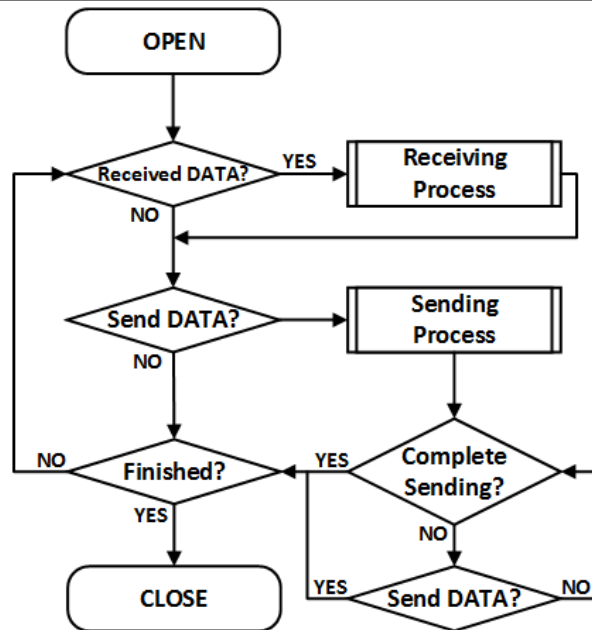 OPEN
Received DATA?
YES
Receiving
Process
NO
Send DATA?
Sending
Process
NO
NO
Finished?
YES
Complete
Sending?
YES
NO
CLOSE
YES
Send DATA?
NO